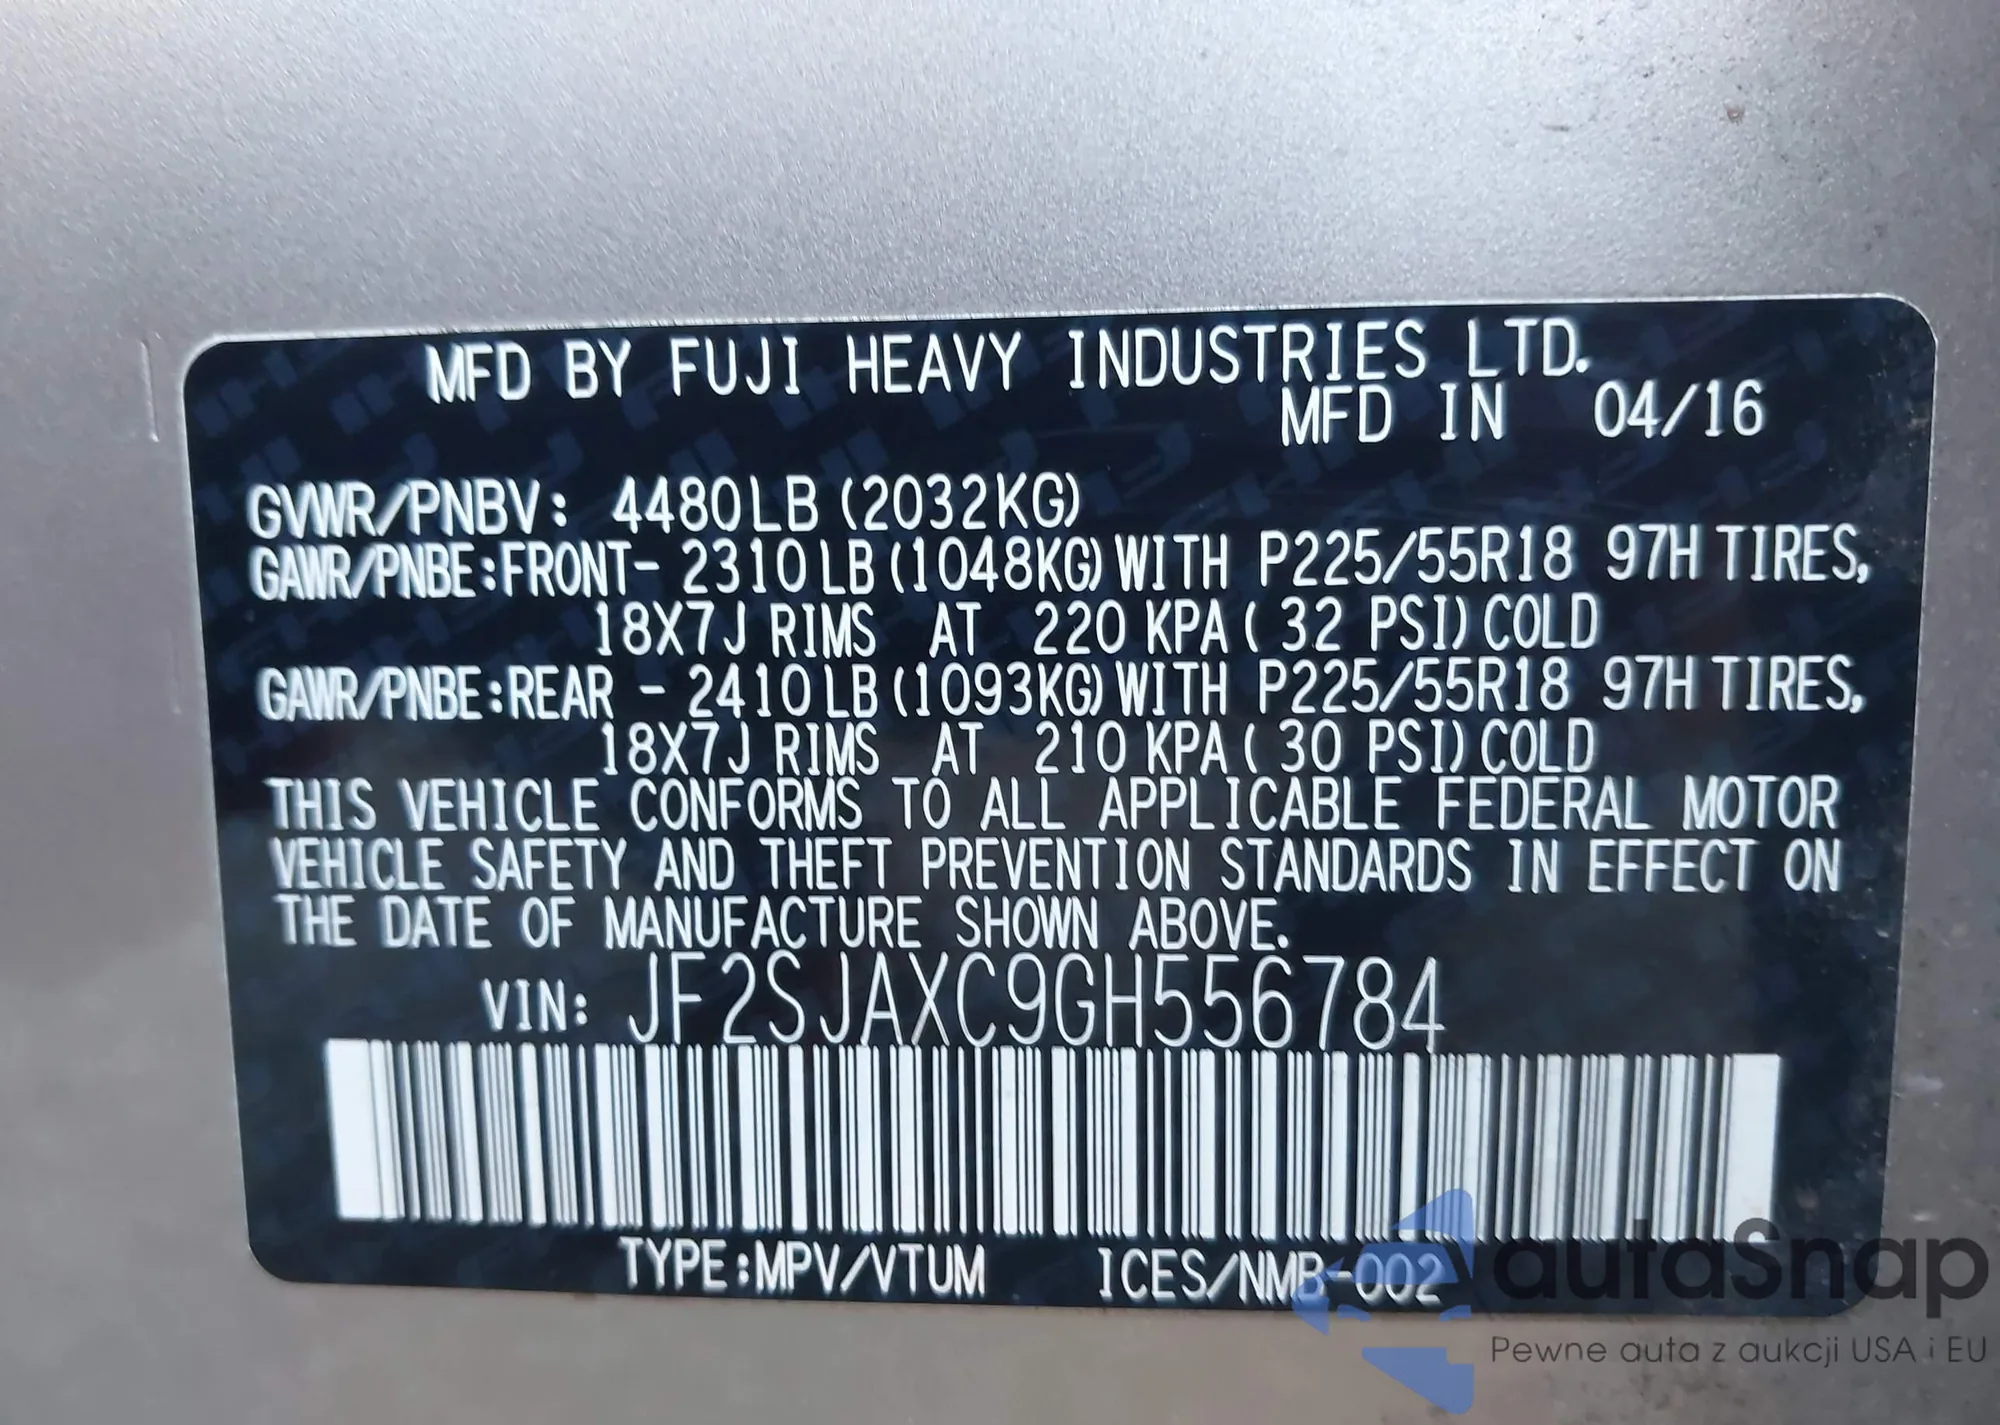 MFD BY FUJI HEAVY INDUSTRIES LTD.
MFD IN 04/16
GVWR/PNBV: 4480LB (2032KG)
GAWR/PNBE:FRONT- 2310LB(1048KG)WITH P225/55R18 97H TIRES,
18X7J RIMS AT 220 KPA( 32 PSI)COLD
GAWR/PNBE:REAR - 2410LB(1093KG)WITH P225/55R18 97H TIRES,
18X7J RIMS AT 210 KPA( 30 PSI)COLD
THIS VEHICLE CONFORMS TO ALL APPLICABLE FEDERAL MOTOR
VEHICLE SAFETY AND THEFT PREVENTION STANDARDS IN EFFECT ON
THE DATE OF MANUFACTURE SHOWN ABOVE.
VIN: JF2SJAXC9GH556784
TYPE:MPV/VTUM ICES/NMB-002
autaSnap
Pewne auta z aukcji USA i EU